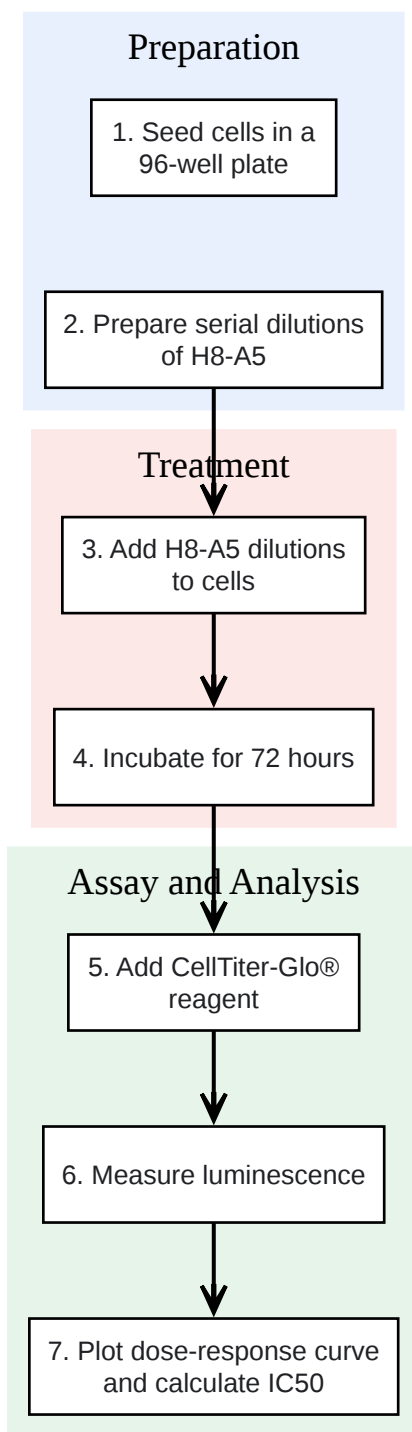 Preparation
1. Seed cells in a
96-well plate
2. Prepare serial dilutions
of H8-A5
Treatment
3. Add H8-A5 dilutions
to cells
4. Incubate for 72 hours
Assay and Analysis
5. Add CellTiter-Glo®
reagent
6. Measure luminescence
7. Plot dose-response curve
and calculate IC50